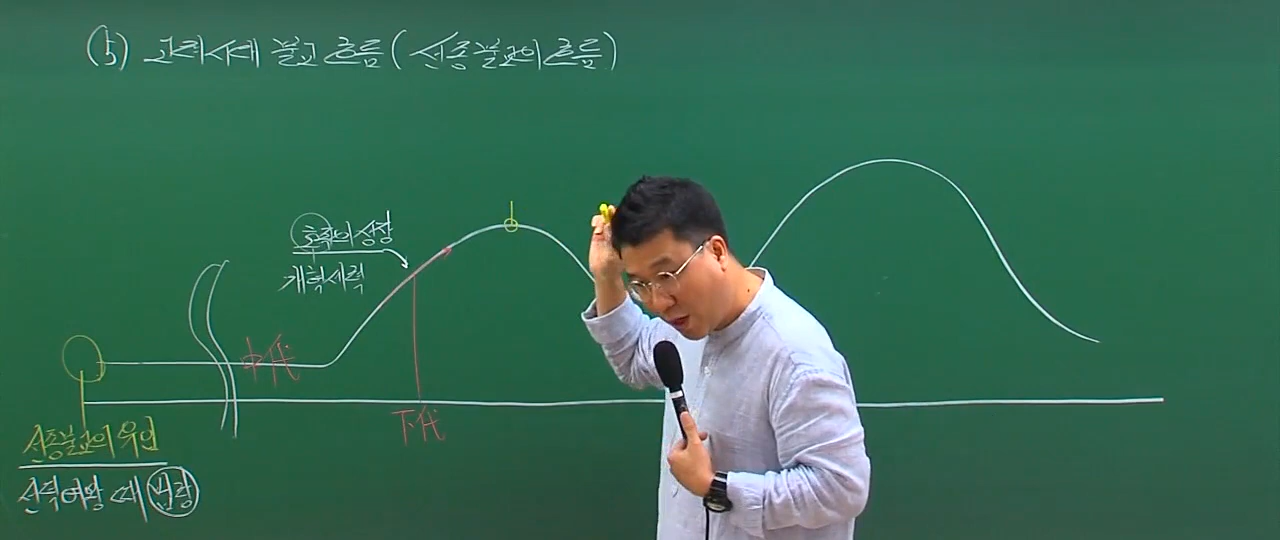 (5) 고려시대 불교 흐름 (선종불교의 흐름)
호족의 성장
개혁세력
中代
下代
선종불교의 유입
선덕여왕 때 법랑